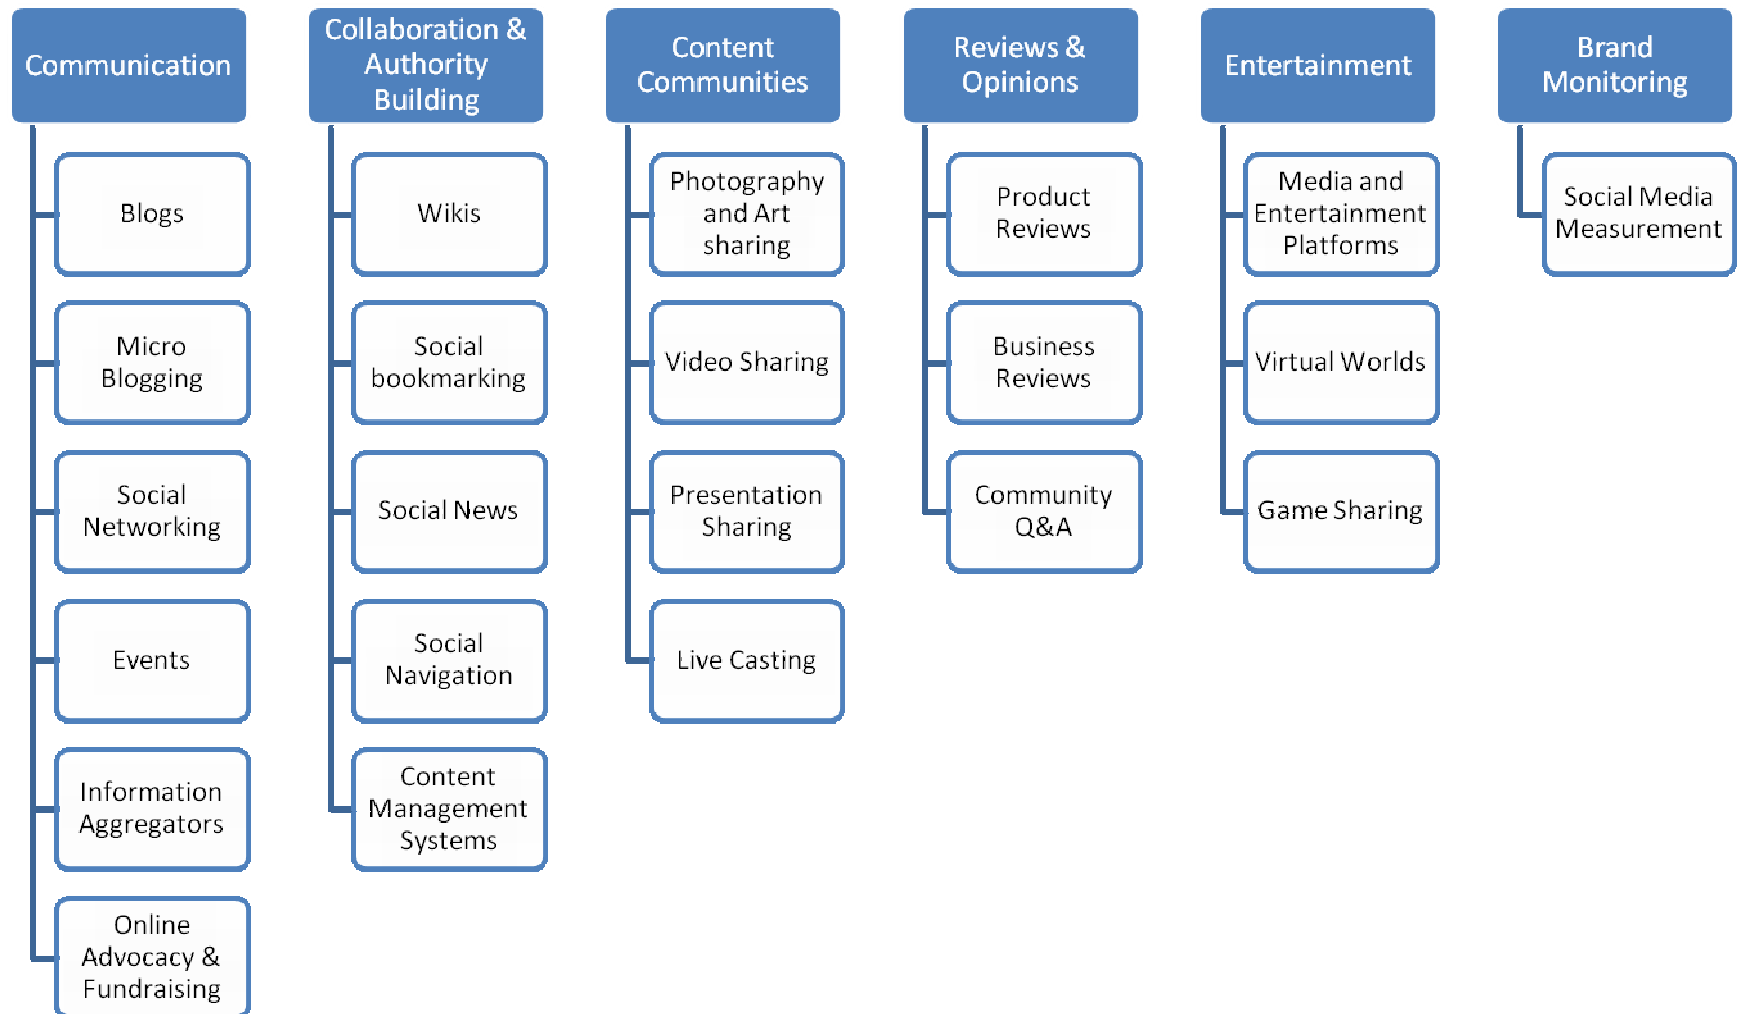 Communication
Blogs
Micro
Blogging
Social
Networking
Events
Information
Aggregators
Online
Advocacy &
Fundraising
Collaboration &
Authority
Building
Wikis
Social
bookmarking
Social News
Social
Navigation
Content
Management
Systems
Content
Communities
Photography
and Art
sharing
Video Sharing
Presentation
Sharing
Live Casting
Reviews &
Opinions
Product
Reviews
Business
Reviews
Community
Q&A
Entertainment
Media and
Entertainment
Platforms
Virtual Worlds
Game Sharing
Brand
Monitoring
Social Media
Measurement